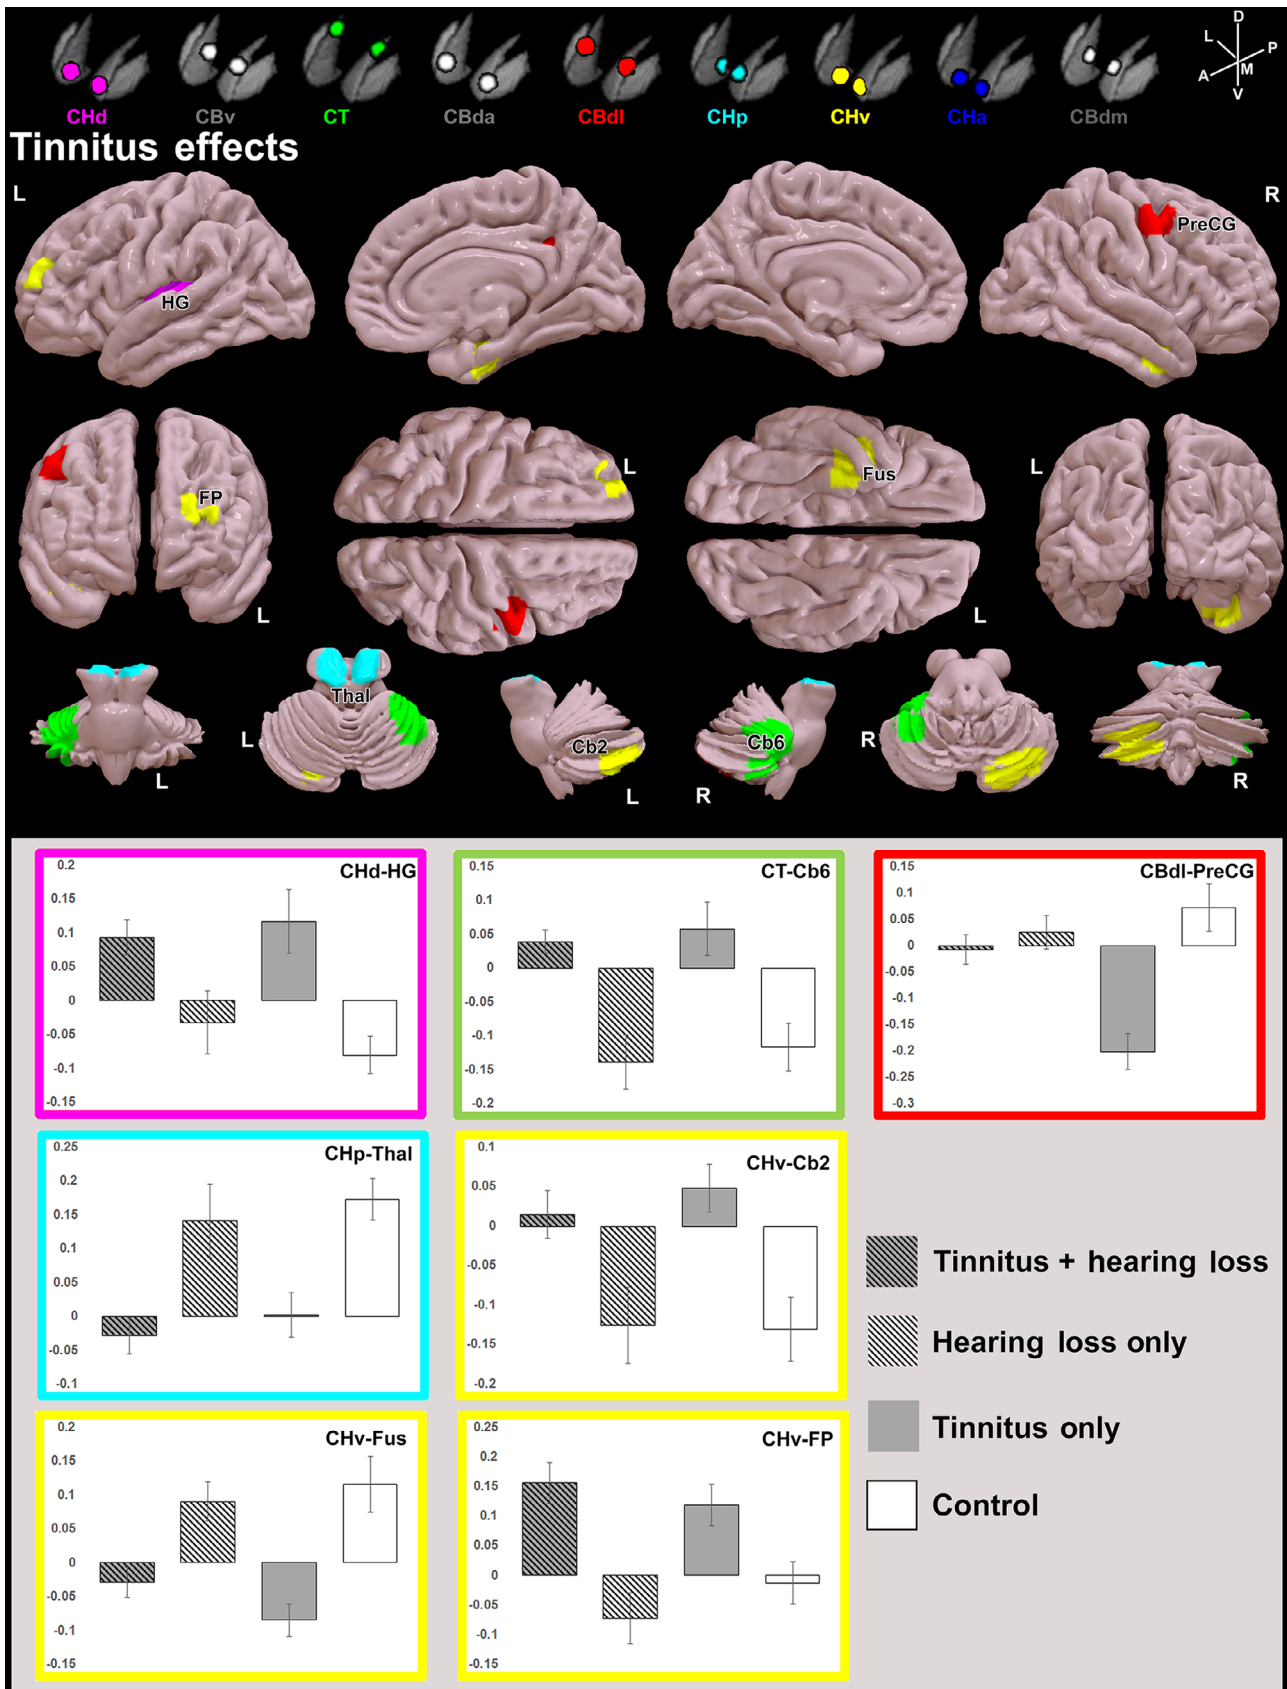 D
L
P
A
M
V
CHd CBv CT CBda CBdl CHp CHv CHa CBdm
Tinnitus effects
L
R
HG
PreCG
FP
L
L
Fus
L
L
Thal
L
L
Cb2
L
Cb6
R
R
R
CHd-HG
0.2
0.15
0.1
0.05
0
-0.05
-0.1
-0.15
CT-Cb6
0.15
0.1
0.05
0
-0.05
-0.1
-0.15
-0.2
CBdl-PreCG
0.15
0.1
0.05
0
-0.05
-0.1
-0.15
-0.2
-0.25
-0.3
CHp-Thal
0.25
0.2
0.15
0.1
0.05
0
-0.05
-0.1
CHv-Cb2
0.1
0.05
0
-0.05
-0.1
-0.15
-0.2
Tinnitus + hearing loss
Hearing loss only
Tinnitus only
Control
CHv-Fus
0.2
0.15
0.1
0.05
0
-0.05
-0.1
-0.15
CHv-FP
0.25
0.2
0.15
0.1
0.05
0
-0.05
-0.1
-0.15